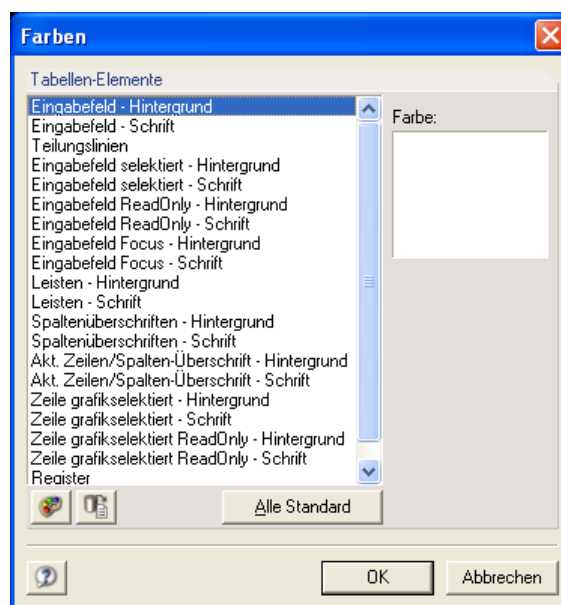 Farben
Tabellen-Elemente
Eingabefeld - Hintergrund
Eingabefeld - Schrift
Teilungslinien
Eingabefeld selektiert - Hintergrund
Eingabefeld selektiert - Schrift
Eingabefeld ReadOnly - Hintergrund
Eingabefeld ReadOnly - Schrift
Eingabefeld Focus - Hintergrund
Eingabefeld Focus - Schrift
Leisten - Hintergrund
Leisten - Schrift
Spaltenüberschriften - Hintergrund
Spaltenüberschriften - Schrift
Akt. Zeilen/Spalten-Überschrift - Hintergrund
Akt. Zeilen/Spalten-Überschrift - Schrift
Zeile grafikselektiert - Hintergrund
Zeile grafikselektiert - Schrift
Zeile grafikselektiert ReadOnly - Hintergrund
Zeile grafikselektiert ReadOnly - Schrift
Register
Farbe:
Alle Standard
OK
Abbrechen